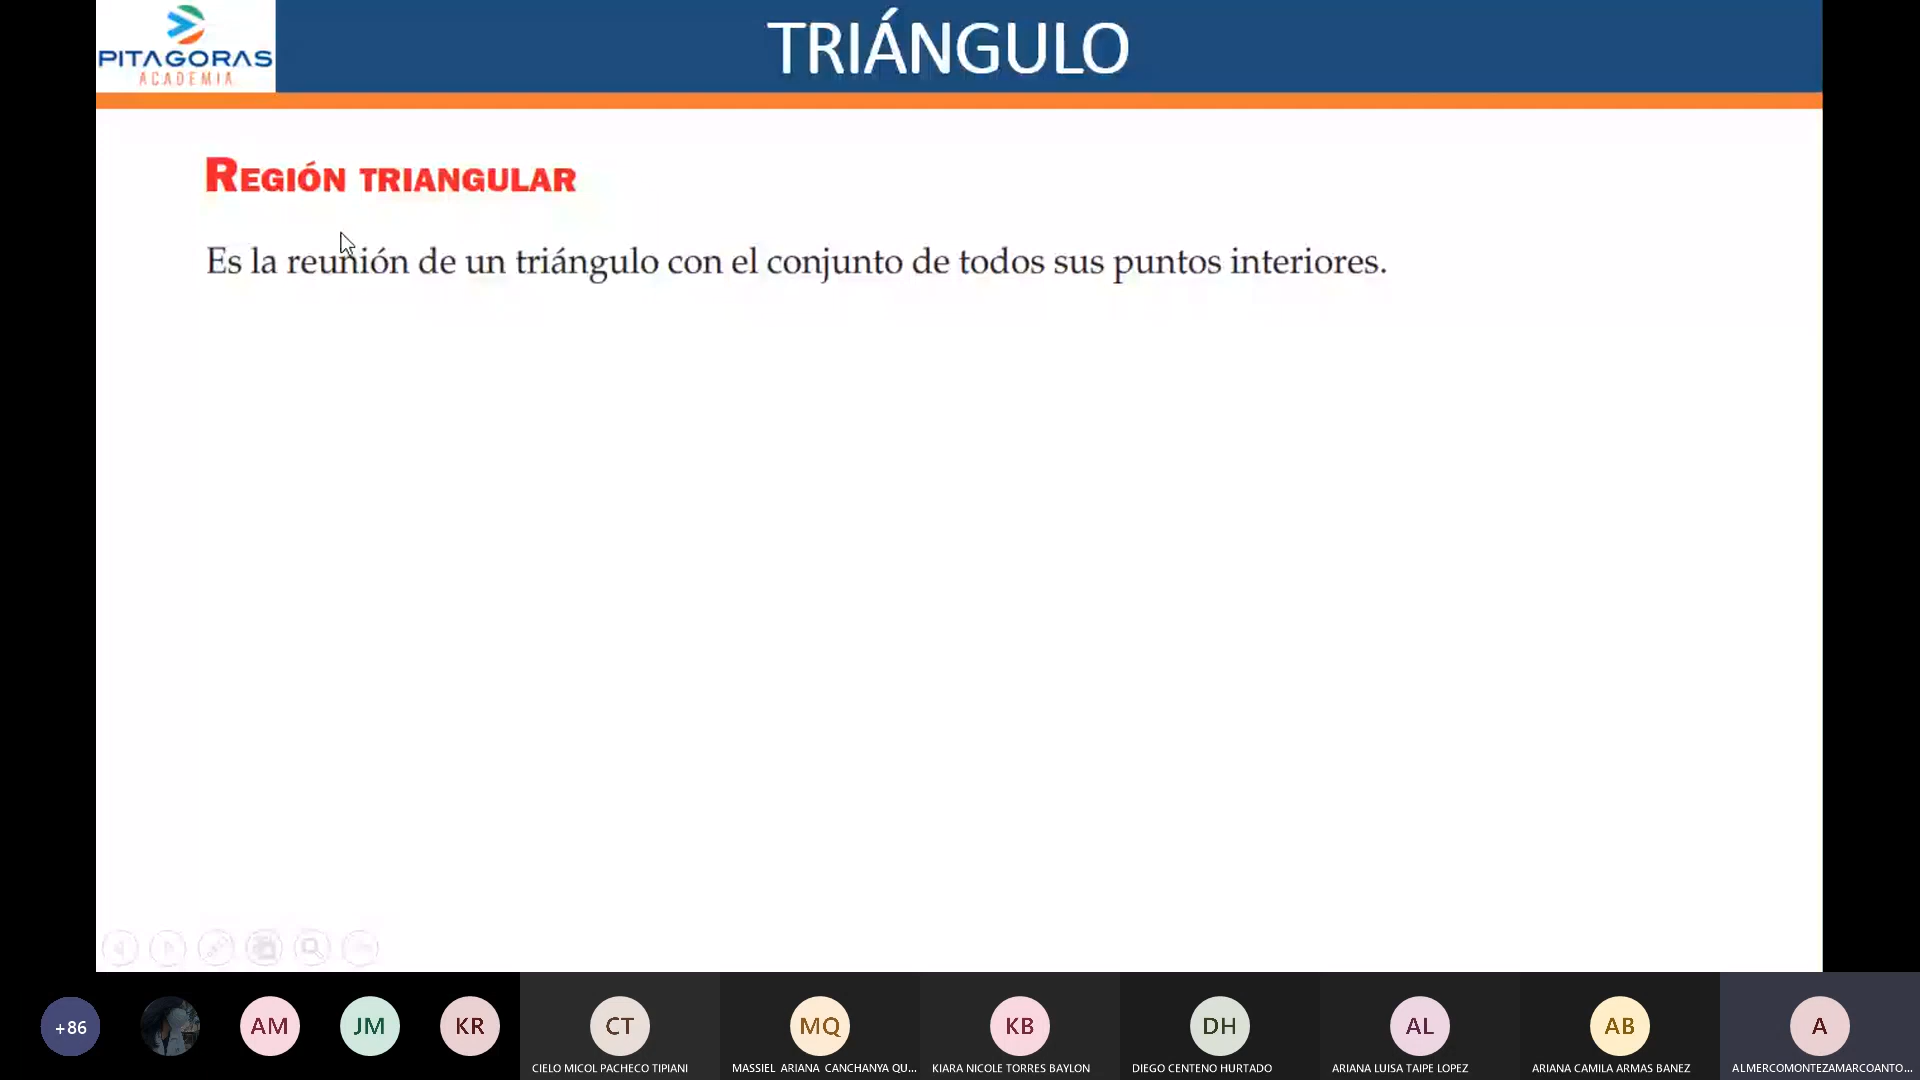 PITAGORAS
ACADEMIA
TRIÁNGULO
REGIÓN TRIANGULAR
Es la reunión de un triángulo con el conjunto de todos sus puntos interiores.
+86
AM
JM
KR
CT
MQ
KB
DH
AL
AB
A
CIELO MICOL PACHECO TIPIANI
MASSIEL ARIANA CANCHANYA QU...
KIARA NICOLE TORRES BAYLON
DIEGO CENTENO HURTADO
ARIANA LUISA TAIPE LOPEZ
ARIANA CAMILA ARMAS BANEZ
ALMERCOMONTEZAMARCOANTO...